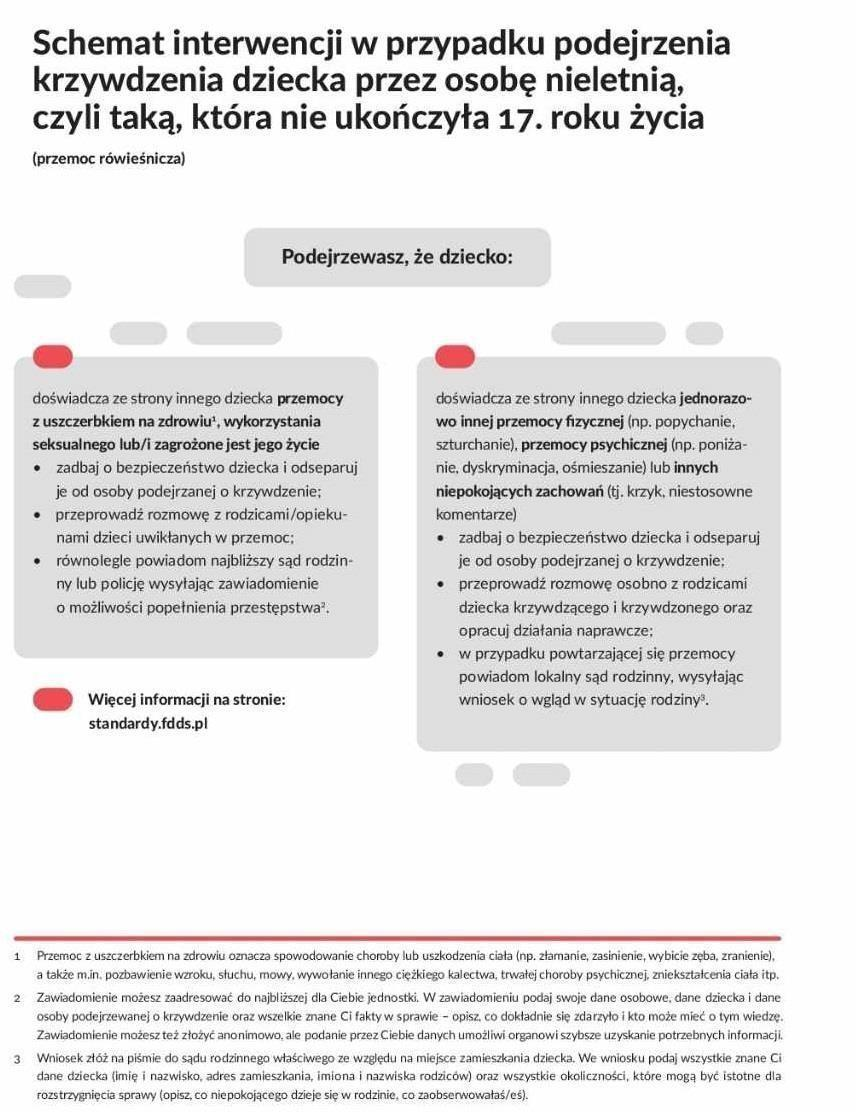 Schemat interwencji w przypadku podejrzenia
krzywdzenia dziecka przez osobę nieletnią,
czyli taką, która nie ukończyła 17. roku życia
(przemoc rówieśnicza)
Podejrzewasz, że dziecko:
doświadcza ze strony innego dziecka przemocy
z uszczerbkiem na zdrowiu¹, wykorzystania
seksualnego lub/i zagrożone jest jego życie
• zadbaj o bezpieczeństwo dziecka i odseparuj
je od osoby podejrzanej o krzywdzenie;
• przeprowadź rozmowę z rodzicami/opieku-
nami dzieci uwikłanych w przemoc;
• równolegle powiadom najbliższy sąd rodzin-
ny lub policję wysyłając zawiadomienie
o możliwości popełnienia przestępstwa².
Więcej informacji na stronie:
standardy.fdds.pl
doświadcza ze strony innego dziecka jednorazo-
wo innej przemocy fizycznej (np. popychanie,
szturchanie), przemocy psychicznej (np. poniża-
nie, dyskryminacja, ośmieszanie) lub innych
niepokojących zachowań (tj. krzyk, niestosowne
komentarze)
• zadbaj o bezpieczeństwo dziecka i odseparuj
je od osoby podejrzanej o krzywdzenie;
• przeprowadź rozmowę osobno z rodzicami
dziecka krzywdzącego i krzywdzonego oraz
opracuj działania naprawcze;
• w przypadku powtarzającej się przemocy
powiadom lokalny sąd rodzinny, wysyłając
wniosek o wgląd w sytuację rodziny³.
1 Przemoc z uszczerbkiem na zdrowiu oznacza spowodowanie choroby lub uszkodzenia ciała (np. złamanie, zasinienie, wybicie zęba, zranienie),
a także m.in. pozbawienie wzroku, słuchu, mowy, wywołanie innego ciężkiego kalectwa, trwałej choroby psychicznej, zniekształcenia ciała itp.
2 Zawiadomienie możesz zaadresować do najbliższej dla Ciebie jednostki. W zawiadomieniu podaj swoje dane osobowe, dane dziecka i dane
osoby podejrzewanej o krzywdzenie oraz wszelkie znane Ci fakty w sprawie – opisz, co dokładnie się zdarzyło i kto może mieć o tym wiedzę.
Zawiadomienie możesz też złożyć anonimowo, ale podanie przez Ciebie danych umożliwi organowi szybsze uzyskanie potrzebnych informacji.
3 Wniosek złóż na piśmie do sądu rodzinnego właściwego ze względu na miejsce zamieszkania dziecka. We wniosku podaj wszystkie znane Ci
dane dziecka (imię i nazwisko, adres zamieszkania, imiona i nazwiska rodziców) oraz wszystkie okoliczności, które mogą być istotne dla
rozstrzygnięcia sprawy (opisz, co niepokojącego dzieje się w rodzinie, co zaobserwowałaś/eś).